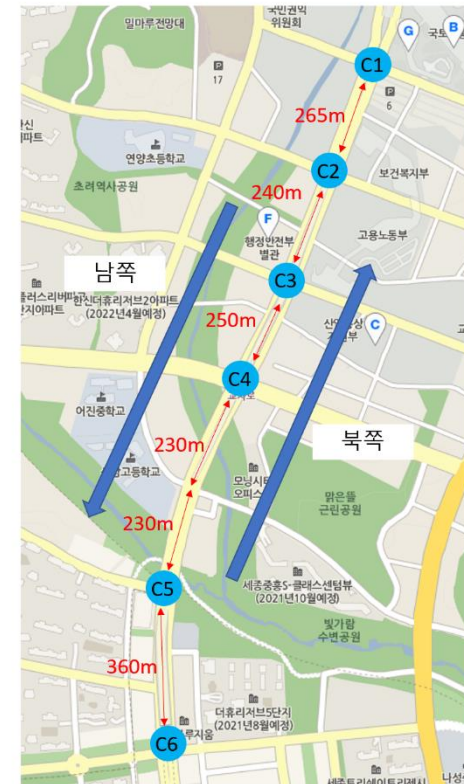 국민권익
위원회
밀마루전망대
G
B
국토
C1
P
17
P
6
265m
연양초등학교
C2
보건복지부
초려역사공원
240m
F
고용노동부
행정안전부
별관
남쪽
C3
한신더휴리저브2아파트
(2022년4월예정)
250m
C
C4
어진중학교
230m
북쪽
모닝시티
오피스
맑은뜰
근린공원
230m
세종중흥S-클래스센텀뷰
(2021년10월예정)
C5
빛가람
수변공원
360m
더휴리저브5단지
(2021년8월예정)
루지움
C6